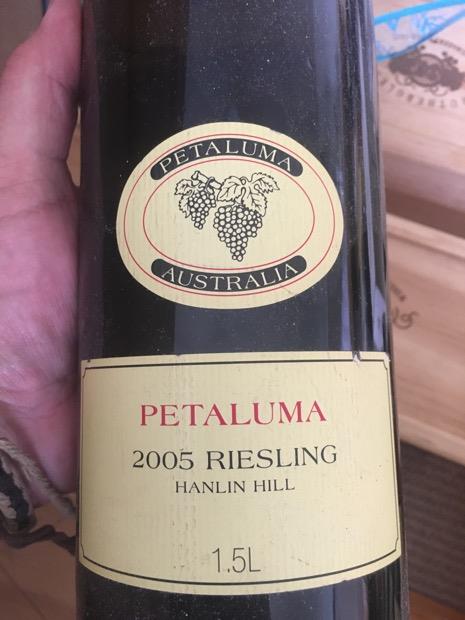 PETALUMA
AUSTRALIA
PETALUMA
2005 RIESLING
HANLIN HILL
1.5L